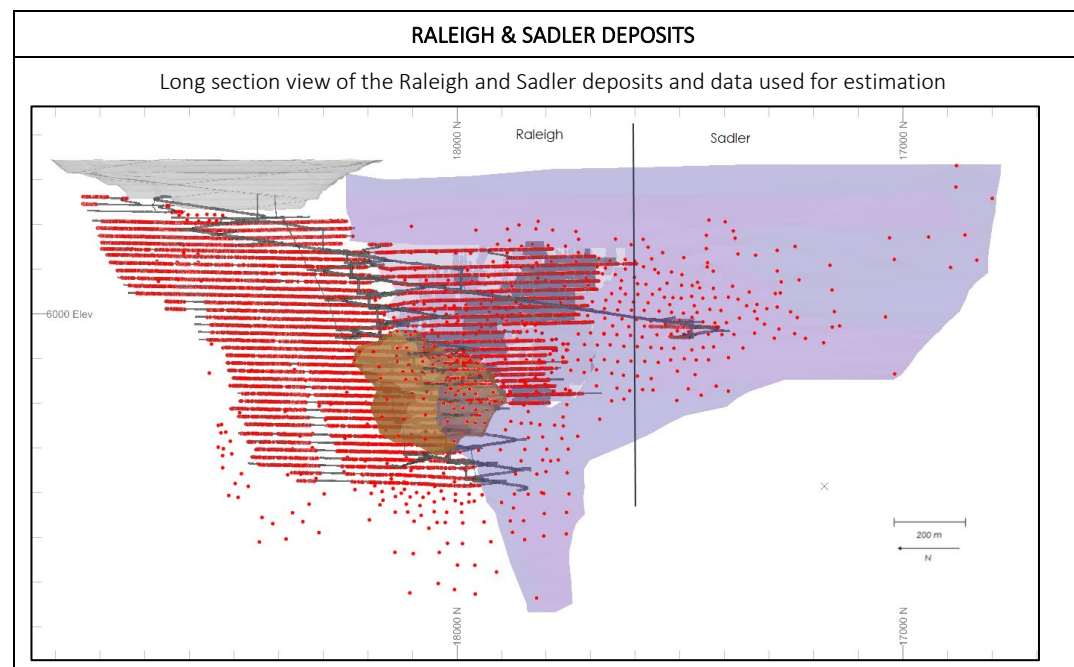 RALEIGH & SADLER DEPOSITS
Long section view of the Raleigh and Sadler deposits and data used for estimation
18000 N
Raleigh
Sadler
17000 N
6000 Elev
200 m
N
18000 N
17000 N